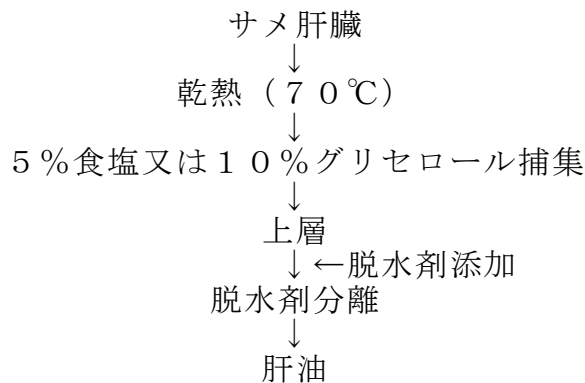 サメ肝臓
↓
乾熱（７０℃）
↓
５％食塩又は１０％グリセロール捕集
↓
上層
↓←脱水剤添加
脱水剤分離
↓
肝油